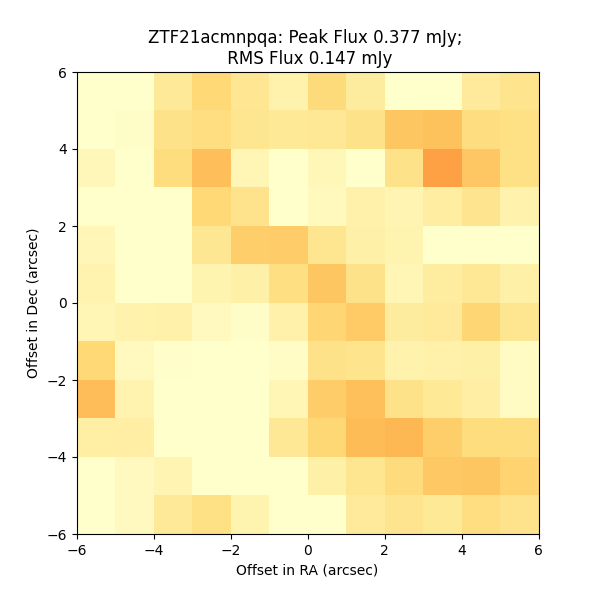 ZTF21acmnpqa: Peak Flux 0.377 mJy;
RMS Flux 0.147 mJy
6
4
2
0
−2
−4
−6
Offset in Dec (arcsec)
−6 −4 −2 0 2 4 6
Offset in RA (arcsec)